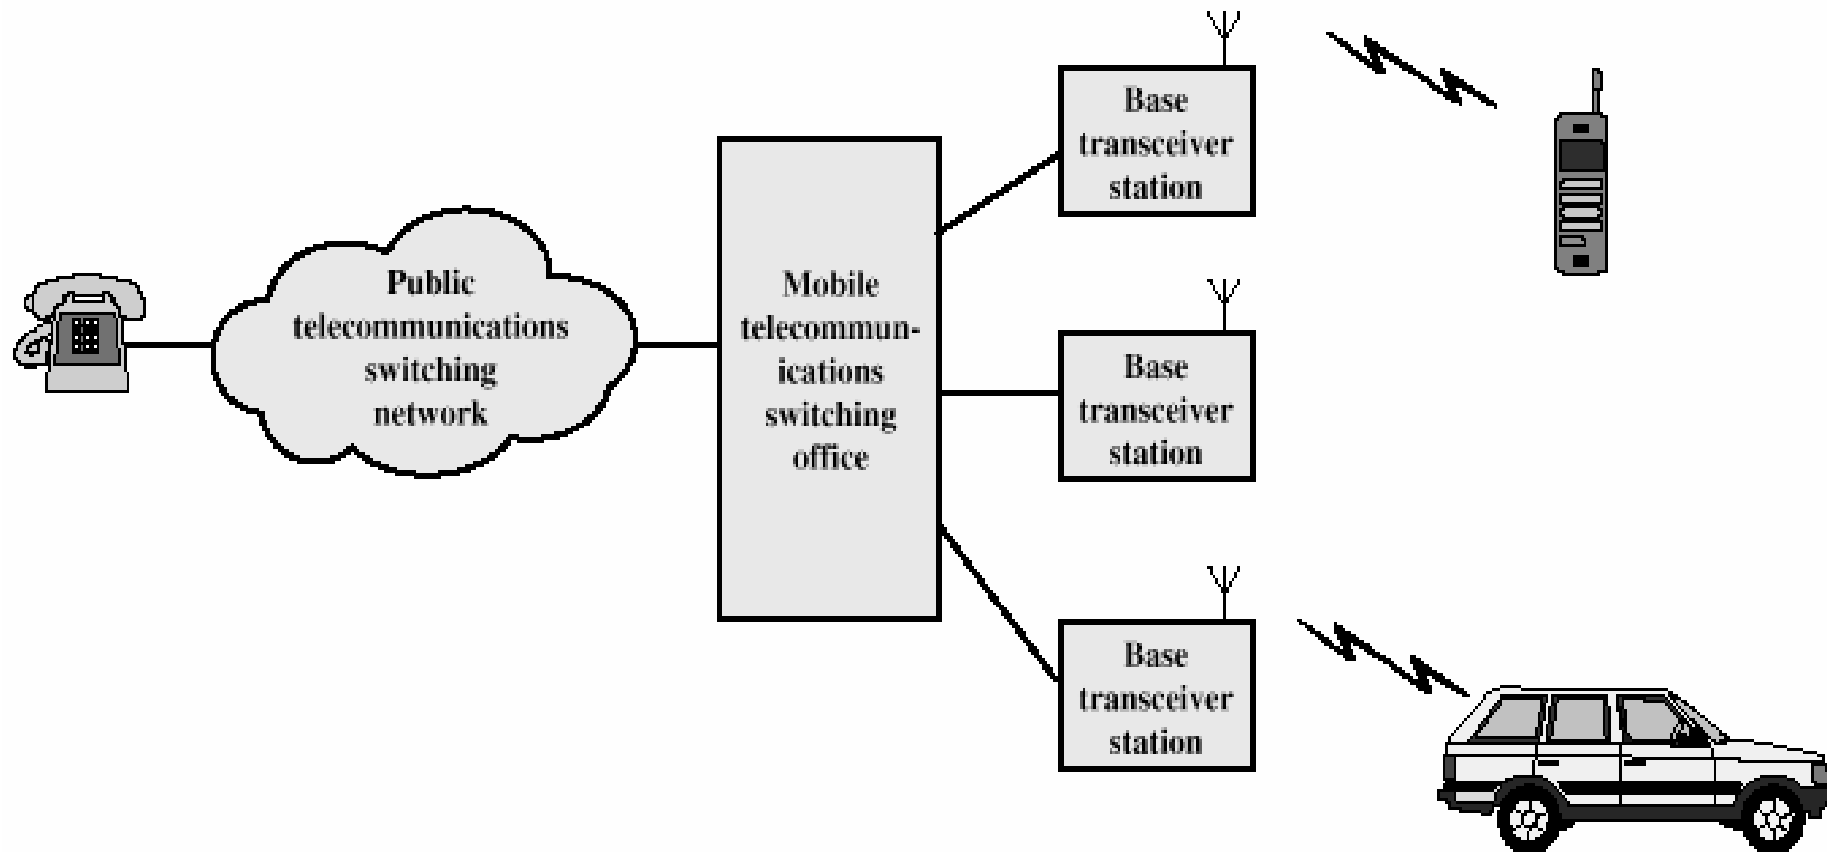 Public
telecommunications
switching
network
Mobile
telecommun-
ications
switching
office
Base
transceiver
station
Base
transceiver
station
Base
transceiver
station